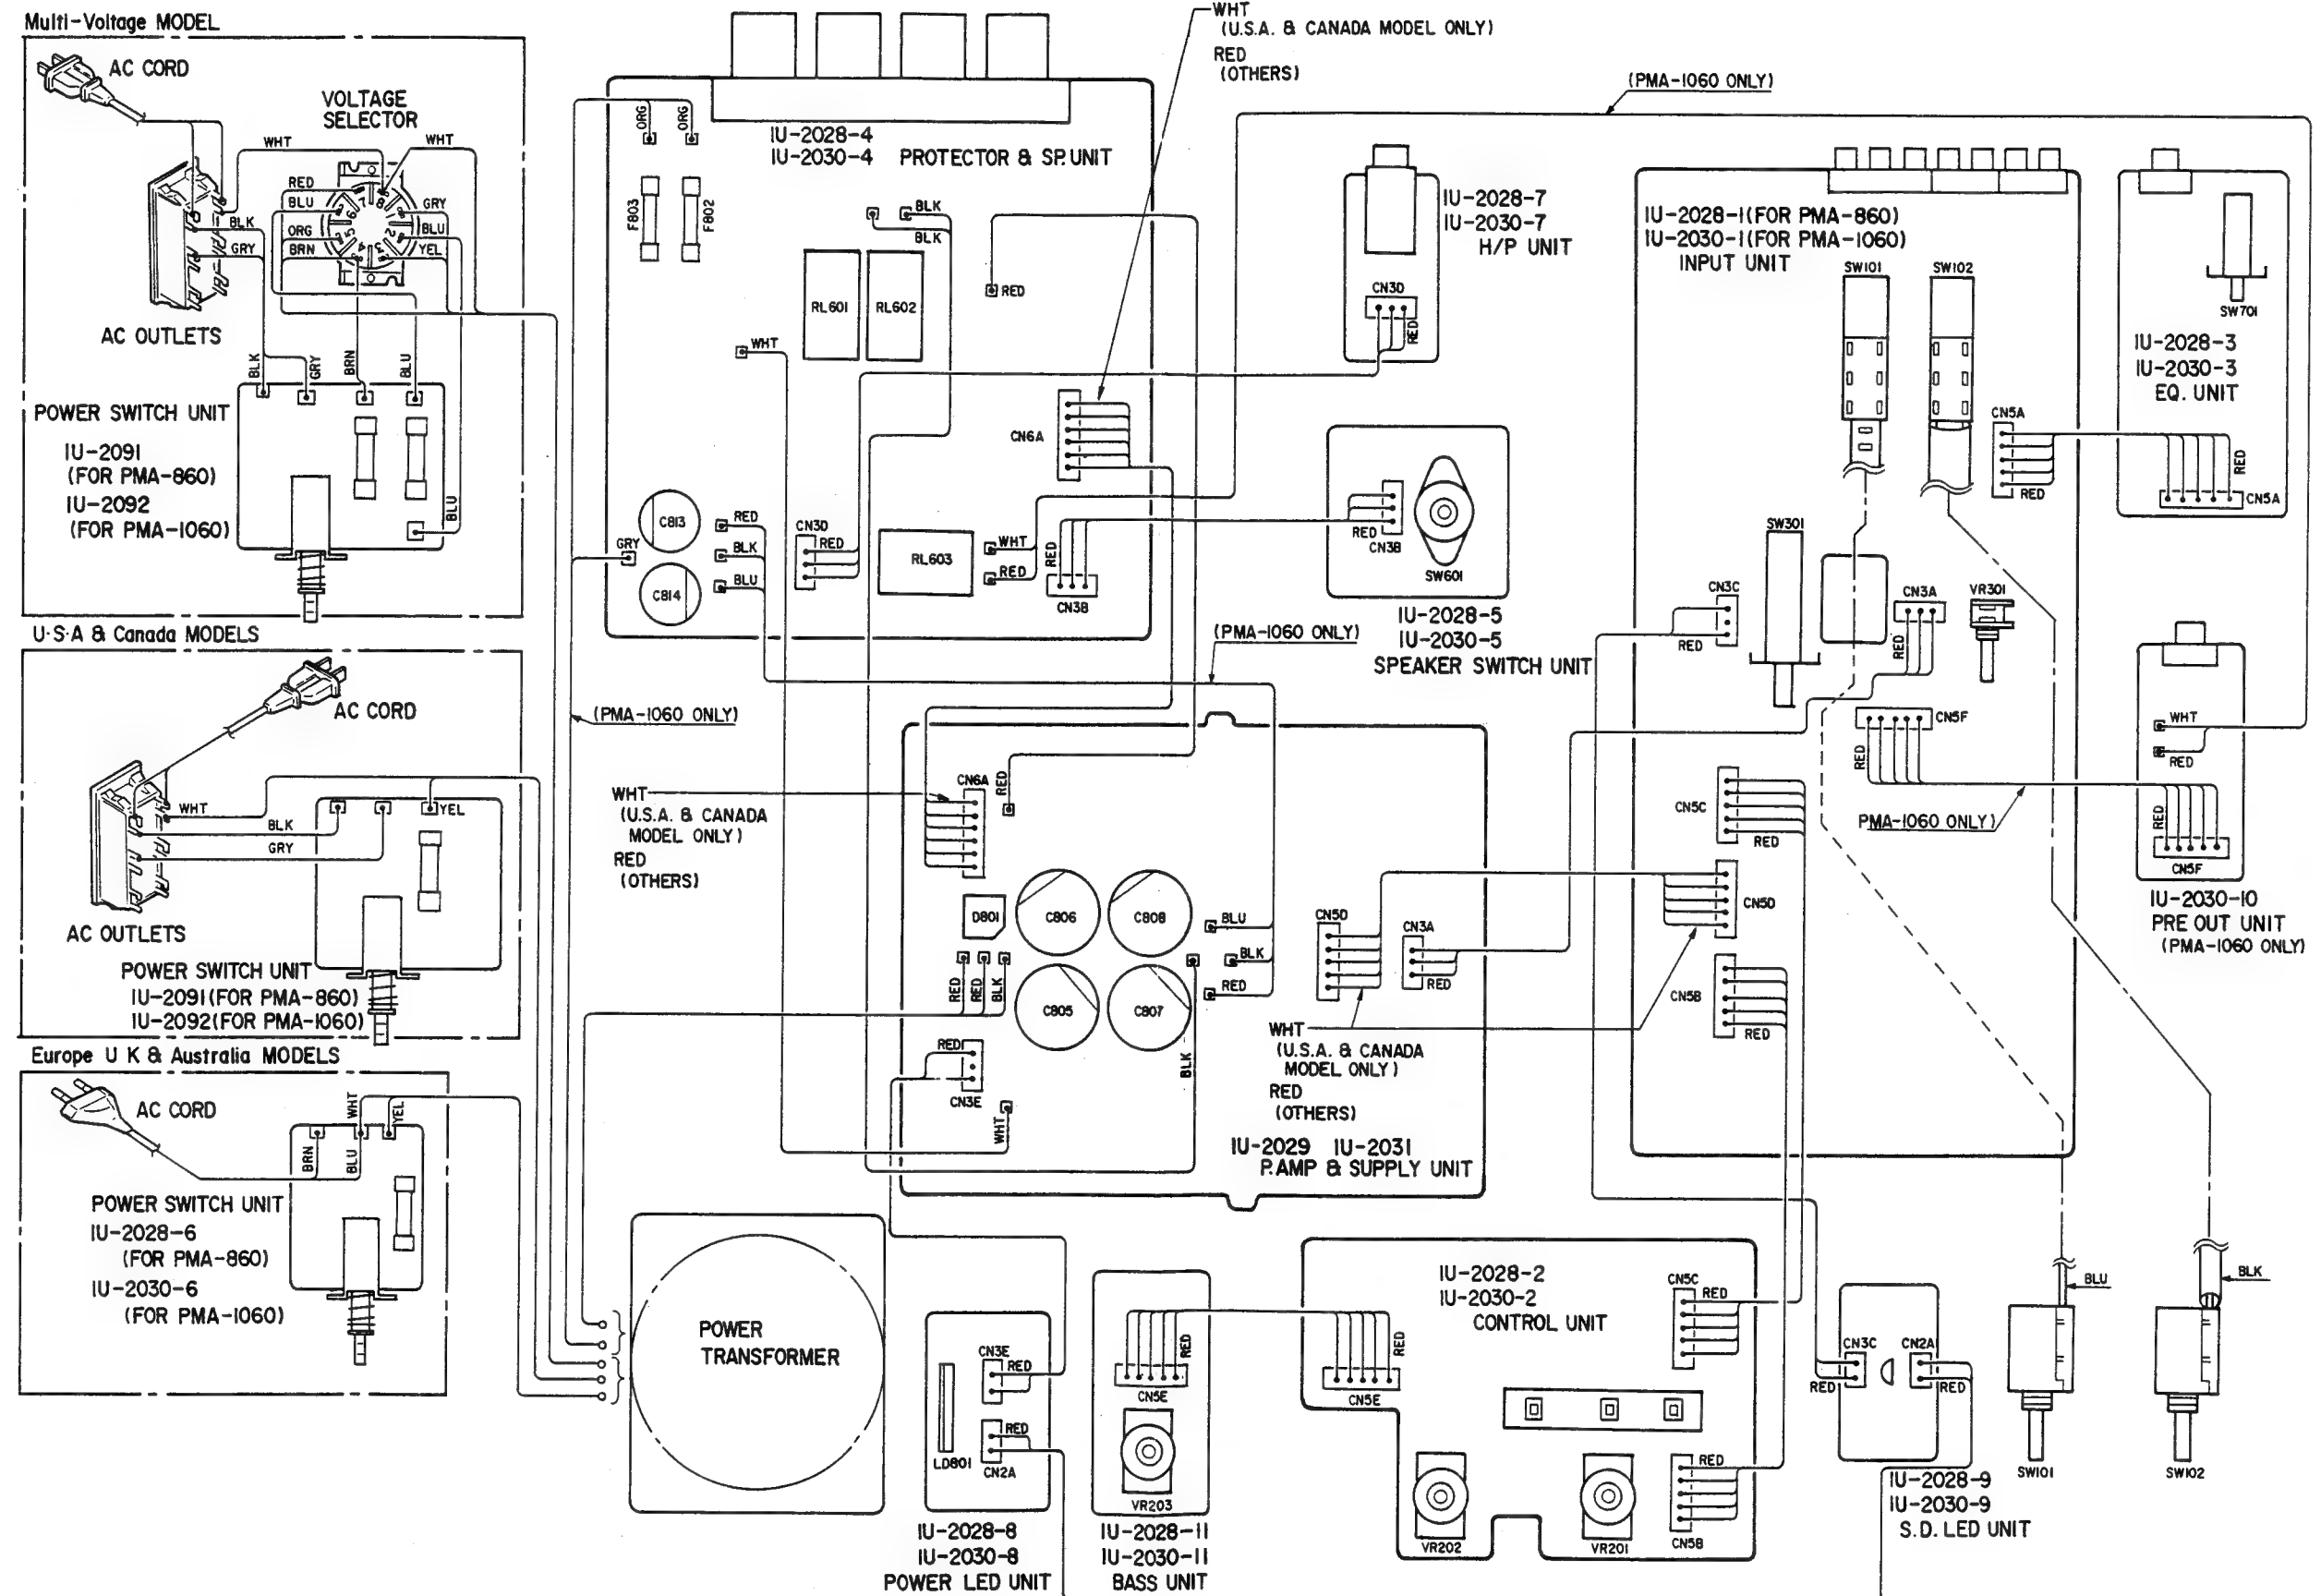 Multi-Voltage MODEL
AC CORD
VOLTAGE
SELECTOR
WHT
WHT
RED
BLU
ORG
BRN
GRY
BLU
YEL
7
8
6
1
5
2
4
3
BLK
GRY
AC OUTLETS
BLK
GRY
BRN
BLU
BLU
POWER SWITCH UNIT
IU-2091
(FOR PMA-860)
IU-2092
(FOR PMA-1060)
U·S·A & Canada MODELS
AC CORD
WHT
BLK
GRY
YEL
AC OUTLETS
POWER SWITCH UNIT
IU-2091(FOR PMA-860)
IU-2092(FOR PMA-1060)
Europe U K & Australia MODELS
AC CORD
WHT
YEL
BRN
BLU
POWER SWITCH UNIT
IU-2028-6
(FOR PMA-860)
IU-2030-6
(FOR PMA-1060)
ORG
ORG
IU-2028-4
IU-2030-4 PROTECTOR & SP.UNIT
F803
F802
BLK
BLK
RL601
RL602
RED
WHT
CN6A
C813
C814
GRY
RED
BLK
BLU
CN3D
RED
RL603
WHT
RED
RED
CN3B
WHT
(U.S.A. & CANADA MODEL ONLY)
RED
(OTHERS)
(PMA-1060 ONLY)
IU-2028-7
IU-2030-7
H/P UNIT
CN3D
RED
RED
CN3B
SW601
IU-2028-5
IU-2030-5
SPEAKER SWITCH UNIT
(PMA-1060 ONLY)
(PMA-1060 ONLY)
IU-2028-1(FOR PMA-860)
IU-2030-1(FOR PMA-1060)
INPUT UNIT
SW101
SW102
CN5A
RED
SW301
CN3C
RED
CN3A
RED
VR301
CN5F
RED
PMA-1060 ONLY)
CN5C
RED
CN5D
CN5B
RED
SW701
IU-2028-3
IU-2030-3
EQ. UNIT
RED
CN5A
WHT
RED
RED
CN5F
IU-2030-10
PRE OUT UNIT
(PMA-1060 ONLY)
WHT
(U.S.A. & CANADA
MODEL ONLY)
RED
(OTHERS)
CN6A
RED
D801
C806
C808
C805
C807
RED
RED
BLK
BLU
BLK
RED
BLK
CN5D
CN3A
RED
RED
CN3E
WHT
WHT
(U.S.A. & CANADA
MODEL ONLY)
RED
(OTHERS)
IU-2029 IU-2031
P.AMP & SUPPLY UNIT
POWER
TRANSFORMER
CN3E
RED
RED
LD801
CN2A
IU-2028-8
IU-2030-8
POWER LED UNIT
RED
CN5E
VR203
IU-2028-11
IU-2030-11
BASS UNIT
IU-2028-2
IU-2030-2
CONTROL UNIT
CN5C
RED
RED
CN5E
VR202
VR201
RED
CN5B
CN3C
CN2A
RED
RED
IU-2028-9
IU-2030-9
S.D. LED UNIT
BLU
SW101
BLK
SW102